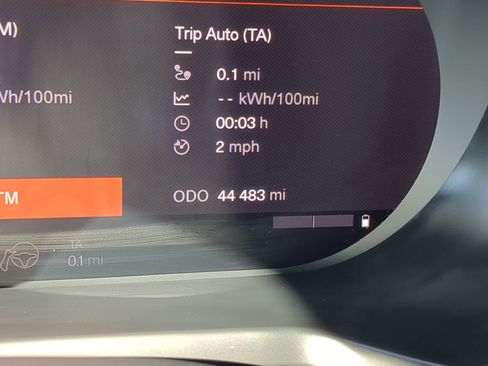 M)
Trip Auto (TA)
0.1 mi
Wh/100mi
-- kWh/100mi
00:03 h
2 mph
TM
ODO 44 483 mi
TA
0.1 mi